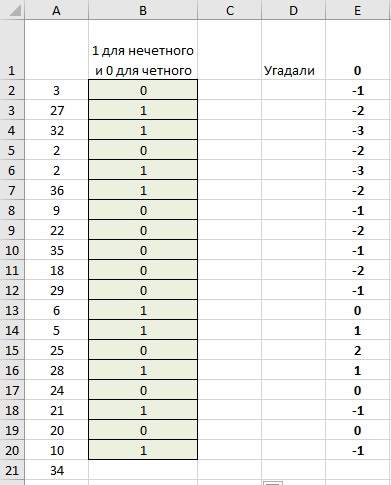 A B C D E
1 1 для нечетного
и 0 для четного Угадали 0
2 3 0 -1
3 27 1 -2
4 32 1 -3
5 2 0 -2
6 2 1 -3
7 36 1 -2
8 9 0 -1
9 22 0 -2
10 35 0 -1
11 18 0 -2
12 29 0 -1
13 6 1 0
14 5 1 1
15 25 0 2
16 28 1 1
17 24 0 0
18 21 1 -1
19 20 0 0
20 10 1 -1
21 34